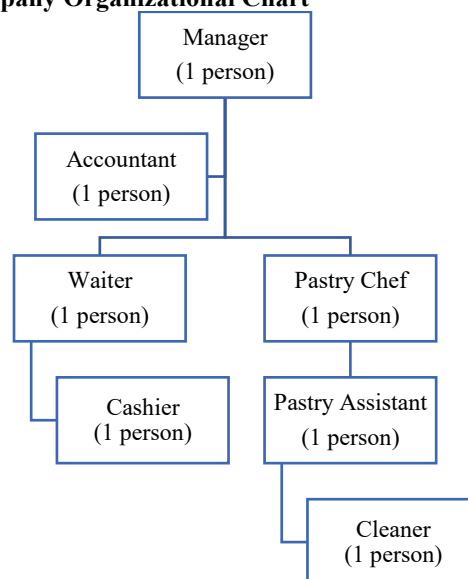 Organizational Chart
Manager
(1 person)
Accountant
(1 person)
Waiter
(1 person)
Pastry Chef
(1 person)
Cashier
(1 person)
Pastry Assistant
(1 person)
Cleaner
(1 person)